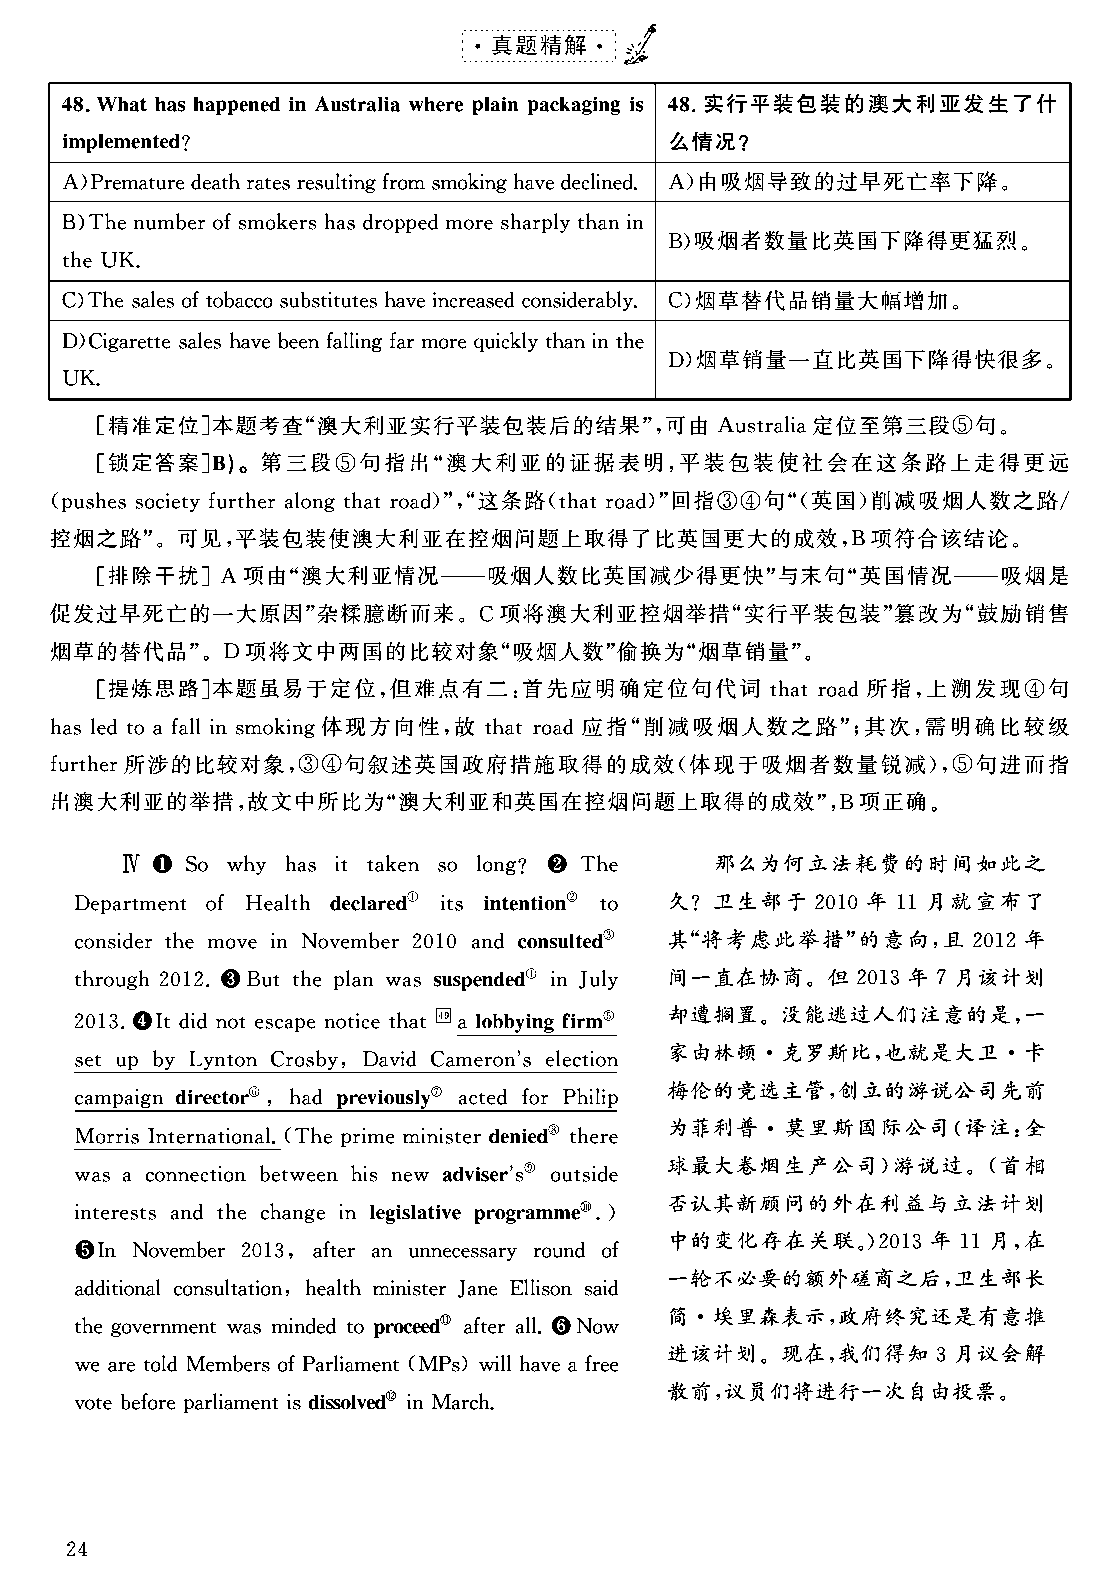 ·真题精解·
48. What has happened in Australia where plain packaging is
implemented?
48. 实行平装包装的澳大利亚发生了什
么情况?
A)Premature death rates resulting from smoking have declined.
A)由吸烟导致的过早死亡率下降。
B)The number of smokers has dropped more sharply than in
the UK.
B)吸烟者数量比英国下降得更猛烈。
C)The sales of tobacco substitutes have increased considerably.
C)烟草替代品销量大幅增加。
D)Cigarette sales have been falling far more quickly than in the
UK.
D)烟草销量一直比英国下降得快很多。
[精准定位]本题考查“澳大利亚实行平装包装后的结果”,可由 Australia 定位至第三段⑤句。
[锁定答案]B)。第三段⑤句指出“澳大利亚的证据表明,平装包装使社会在这条路上走得更远
(pushes society further along that road)”,“这条路(that road)”回指③④句“(英国)削减吸烟人数之路/
控烟之路”。可见,平装包装使澳大利亚在控烟问题上取得了比英国更大的成效,B项符合该结论。
[排除干扰] A 项由“澳大利亚情况——吸烟人数比英国减少得更快”与末句“英国情况——吸烟是
促发过早死亡的一大原因”杂糅臆断而来。C 项将澳大利亚控烟举措“实行平装包装”篡改为“鼓励销售
烟草的替代品”。D 项将文中两国的比较对象“吸烟人数”偷换为“烟草销量”。
[提炼思路]本题虽易于定位,但难点有二:首先应明确定位句代词 that road 所指,上溯发现④句
has led to a fall in smoking 体现方向性,故 that road 应指“削减吸烟人数之路”;其次,需明确比较级
further 所涉的比较对象,③④句叙述英国政府措施取得的成效(体现于吸烟者数量锐减),⑤句进而指
出澳大利亚的举措,故文中所比为“澳大利亚和英国在控烟问题上取得的成效”,B 项正确。
Ⅳ ❶ So why has it taken so long? ❷ The
Department of Health declared① its intention② to
consider the move in November 2010 and consulted③
through 2012. ❸ But the plan was suspended④ in July
2013. ❹It did not escape notice that 49 a lobbying firm⑤
set up by Lynton Crosby, David Cameron's election
campaign director⑥, had previously⑦ acted for Philip
Morris International. (The prime minister denied⑧ there
was a connection between his new adviser's⑨ outside
interests and the change in legislative programme⑩.)
❺In November 2013, after an unnecessary round of
additional consultation, health minister Jane Ellison said
the government was minded to proceed⑪ after all. ❻ Now
we are told Members of Parliament (MPs) will have a free
vote before parliament is dissolved⑫ in March.
那么为何立法耗费的时间如此之
久? 卫生部于 2010 年 11 月就宣布了
其“将考虑此举措”的意向,且 2012 年
间一直在协商。但 2013 年 7 月该计划
却遭搁置。没能逃过人们注意的是,一
家由林顿·克罗斯比,也就是大卫·卡
梅伦的竞选主管,创立的游说公司先前
为菲利普·莫里斯国际公司(译注:全
球最大卷烟生产公司)游说过。(首相
否认其新顾问的外在利益与立法计划
中的变化存在关联。)2013 年 11 月,在
一轮不必要的额外磋商之后,卫生部长
简·埃里森表示,政府终究还是有意推
进该计划。现在,我们得知 3 月议会解
散前,议员们将进行一次自由投票。
24